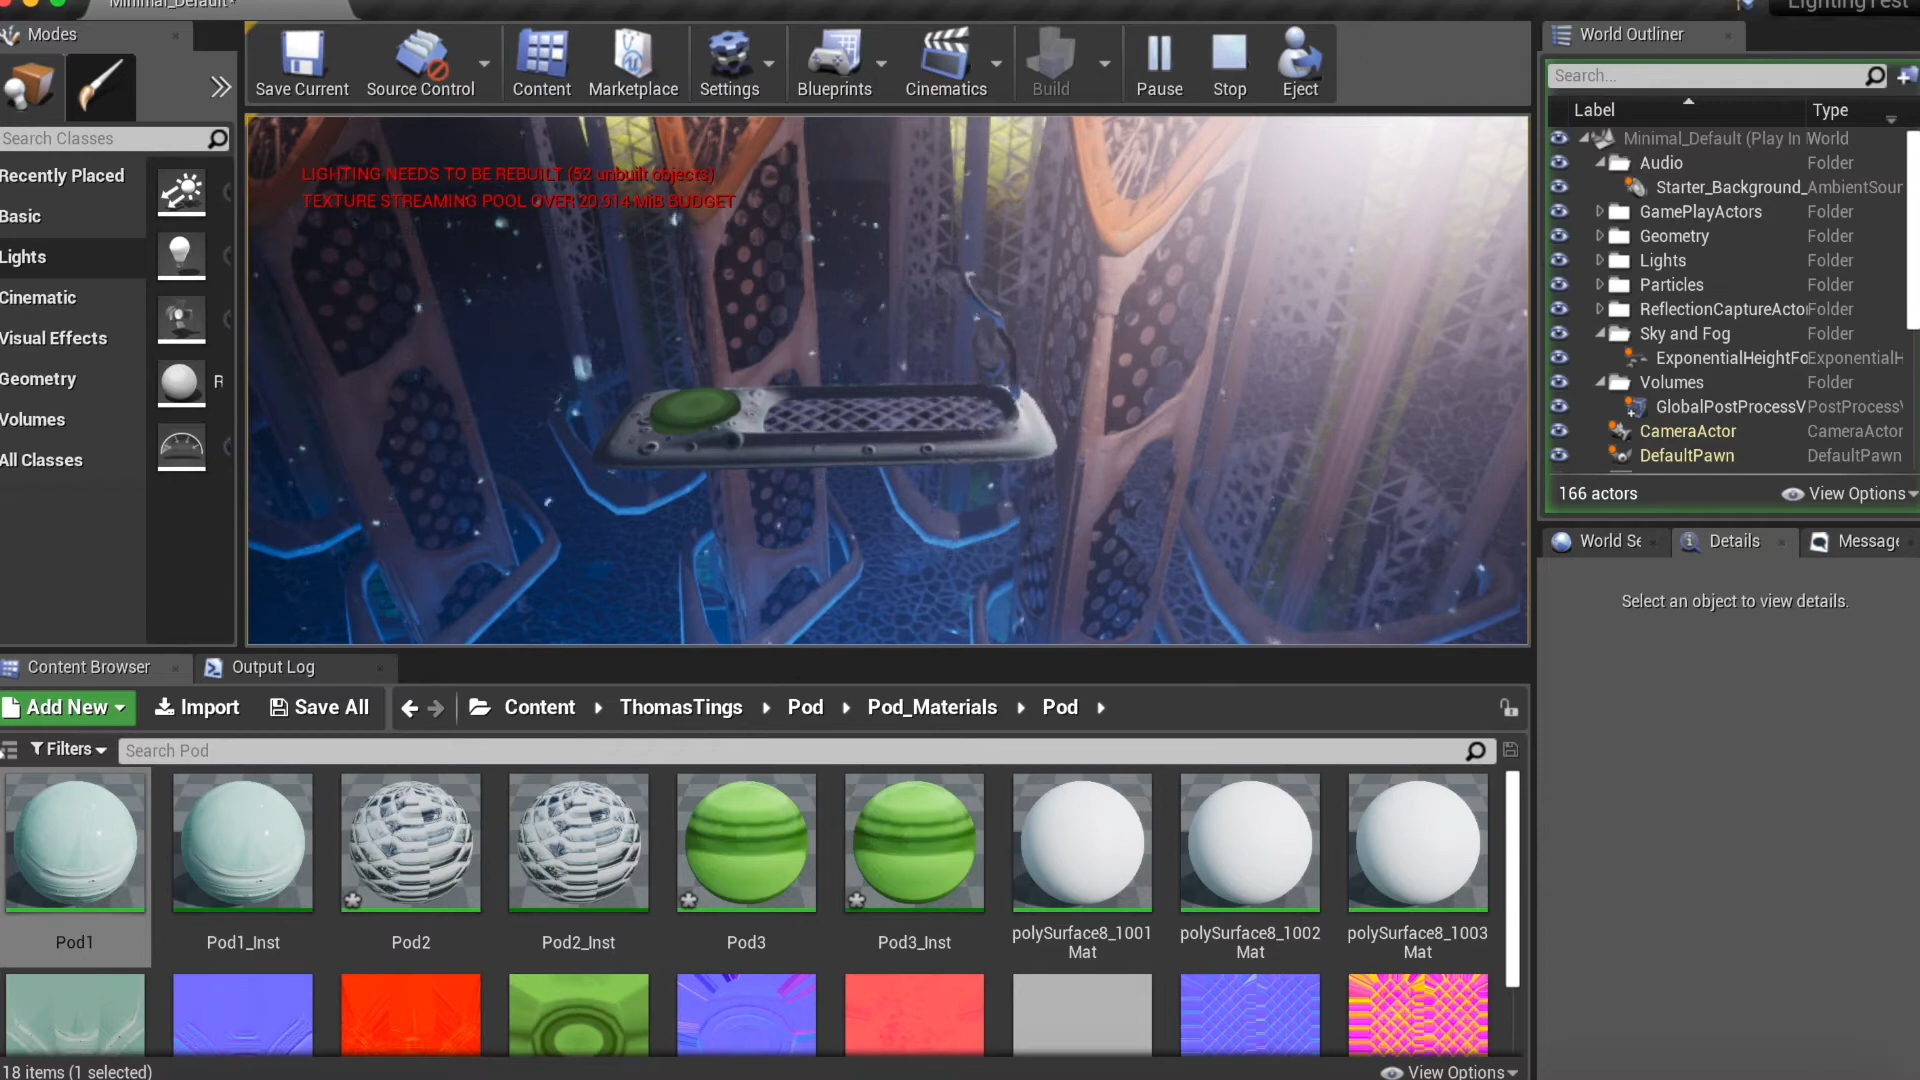 Minimal_Default*
LightingTest
Modes
Search Classes
Recently Placed
Basic
Lights
Cinematic
Visual Effects
Geometry
Volumes
All Classes
R
Save Current
Source Control
Content
Marketplace
Settings
Blueprints
Cinematics
Build
Pause
Stop
Eject
LIGHTING NEEDS TO BE REBUILT (52 unbuilt objects)
TEXTURE STREAMING POOL OVER 20.914 MiB BUDGET
World Outliner
Search...
Label Type
Minimal_Default (Play In World
Audio Folder
Starter_Background_ AmbientSour
GamePlayActors Folder
Geometry Folder
Lights Folder
Particles Folder
ReflectionCaptureActor Folder
Sky and Fog Folder
ExponentialHeightFo ExponentialH
Volumes Folder
GlobalPostProcessV PostProcessV
CameraActor CameraActor
DefaultPawn DefaultPawn
166 actors View Options
World Se Details Message
Select an object to view details.
Content Browser Output Log
Add New Import Save All Content ThomasTings Pod Pod_Materials Pod
Filters Search Pod
Pod1
Pod1_Inst
Pod2
Pod2_Inst
Pod3
Pod3_Inst
polySurface8_1001
Mat
polySurface8_1002
Mat
polySurface8_1003
Mat
18 items (1 selected) View Options